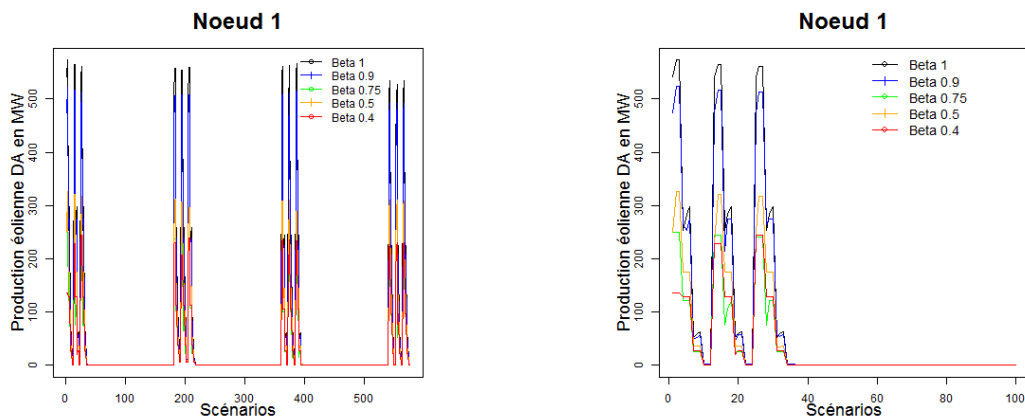 Noeud 1
Production éolienne DA en MW
0
100
200
300
400
500
Beta 1
Beta 0.9
Beta 0.75
Beta 0.5
Beta 0.4
0
100
200
300
400
500
Scénarios
Noeud 1
Production éolienne DA en MW
0
100
200
300
400
500
Beta 1
Beta 0.9
Beta 0.75
Beta 0.5
Beta 0.4
0
20
40
60
80
100
Scénarios